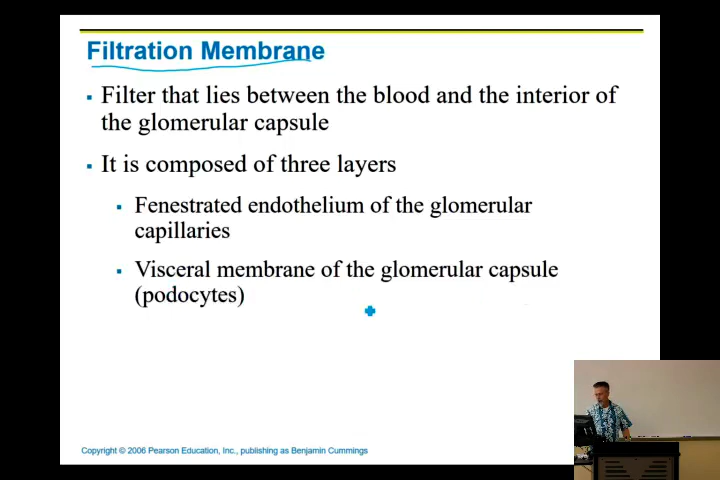 Filtration Membrane
▪ Filter that lies between the blood and the interior of
the glomerular capsule
▪ It is composed of three layers
▪ Fenestrated endothelium of the glomerular
capillaries
▪ Visceral membrane of the glomerular capsule
(podocytes)
Copyright © 2006 Pearson Education, Inc., publishing as Benjamin Cummings